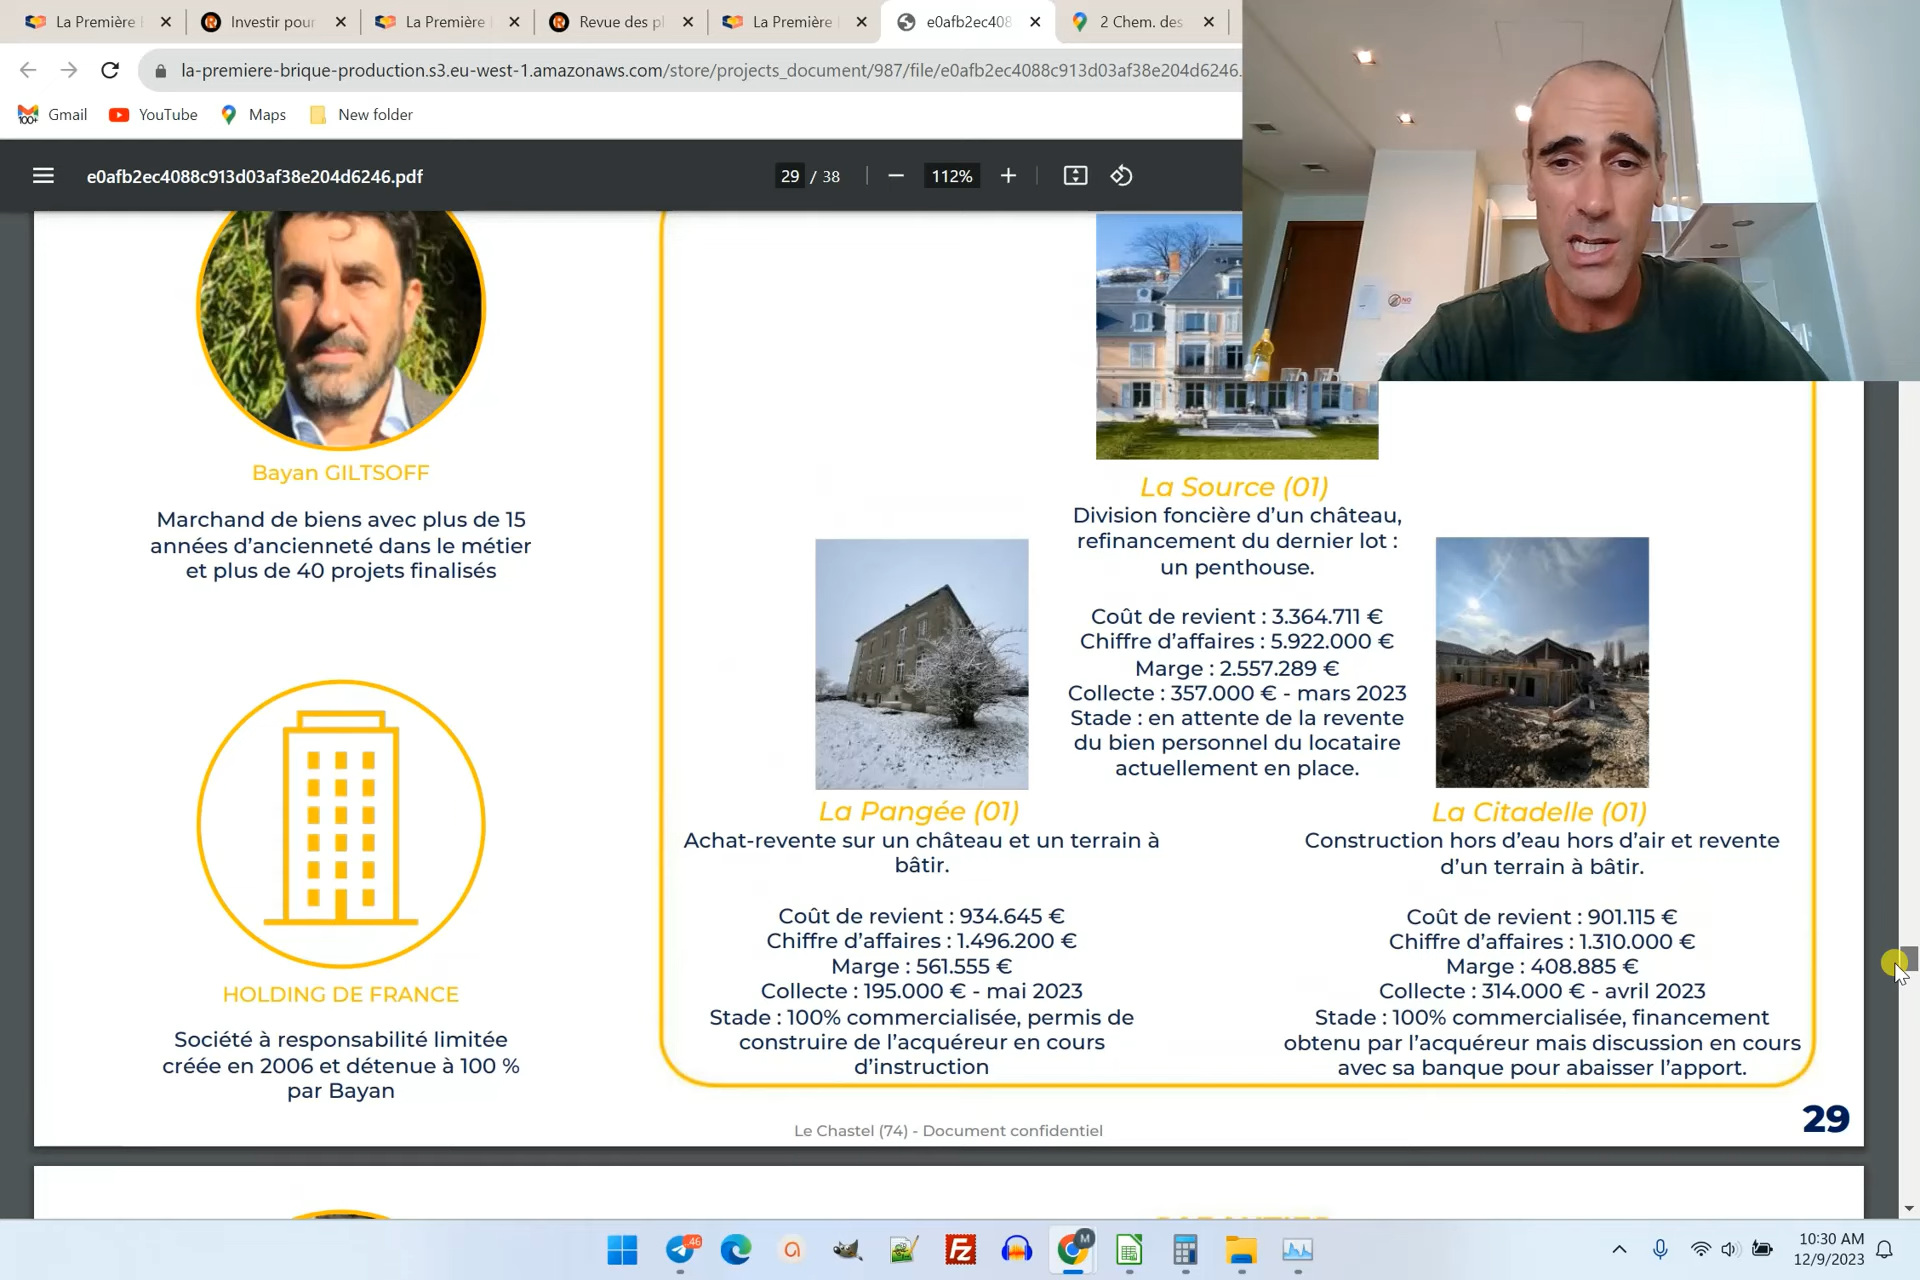 La Première
Investir pour
La Première
Revue des pl
La Première
e0afb2ec408
2 Chem. des
la-premiere-brique-production.s3.eu-west-1.amazonaws.com/store/projects_document/987/file/e0afb2ec4088c913d03af38e204d6246.
100+
Gmail
YouTube
Maps
New folder
e0afb2ec4088c913d03af38e204d6246.pdf
29 / 38
112%
NO
Bayan GILTSOFF
Marchand de biens avec plus de 15
années d'ancienneté dans le métier
et plus de 40 projets finalisés
HOLDING DE FRANCE
Société à responsabilité limitée
créée en 2006 et détenue à 100 %
par Bayan
La Source (01)
Division foncière d'un château,
refinancement du dernier lot :
un penthouse.
Coût de revient : 3.364.711 €
Chiffre d'affaires : 5.922.000 €
Marge : 2.557.289 €
Collecte : 357.000 € - mars 2023
Stade : en attente de la revente
du bien personnel du locataire
actuellement en place.
La Pangée (01)
Achat-revente sur un château et un terrain à
bâtir.
Coût de revient : 934.645 €
Chiffre d'affaires : 1.496.200 €
Marge : 561.555 €
Collecte : 195.000 € - mai 2023
Stade : 100% commercialisée, permis de
construire de l'acquéreur en cours
d'instruction
La Citadelle (01)
Construction hors d'eau hors d'air et revente
d'un terrain à bâtir.
Coût de revient : 901.115 €
Chiffre d'affaires : 1.310.000 €
Marge : 408.885 €
Collecte : 314.000 € - avril 2023
Stade : 100% commercialisée, financement
obtenu par l'acquéreur mais discussion en cours
avec sa banque pour abaisser l'apport.
Le Chastel (74) - Document confidentiel
29
46
M
10:30 AM
12/9/2023